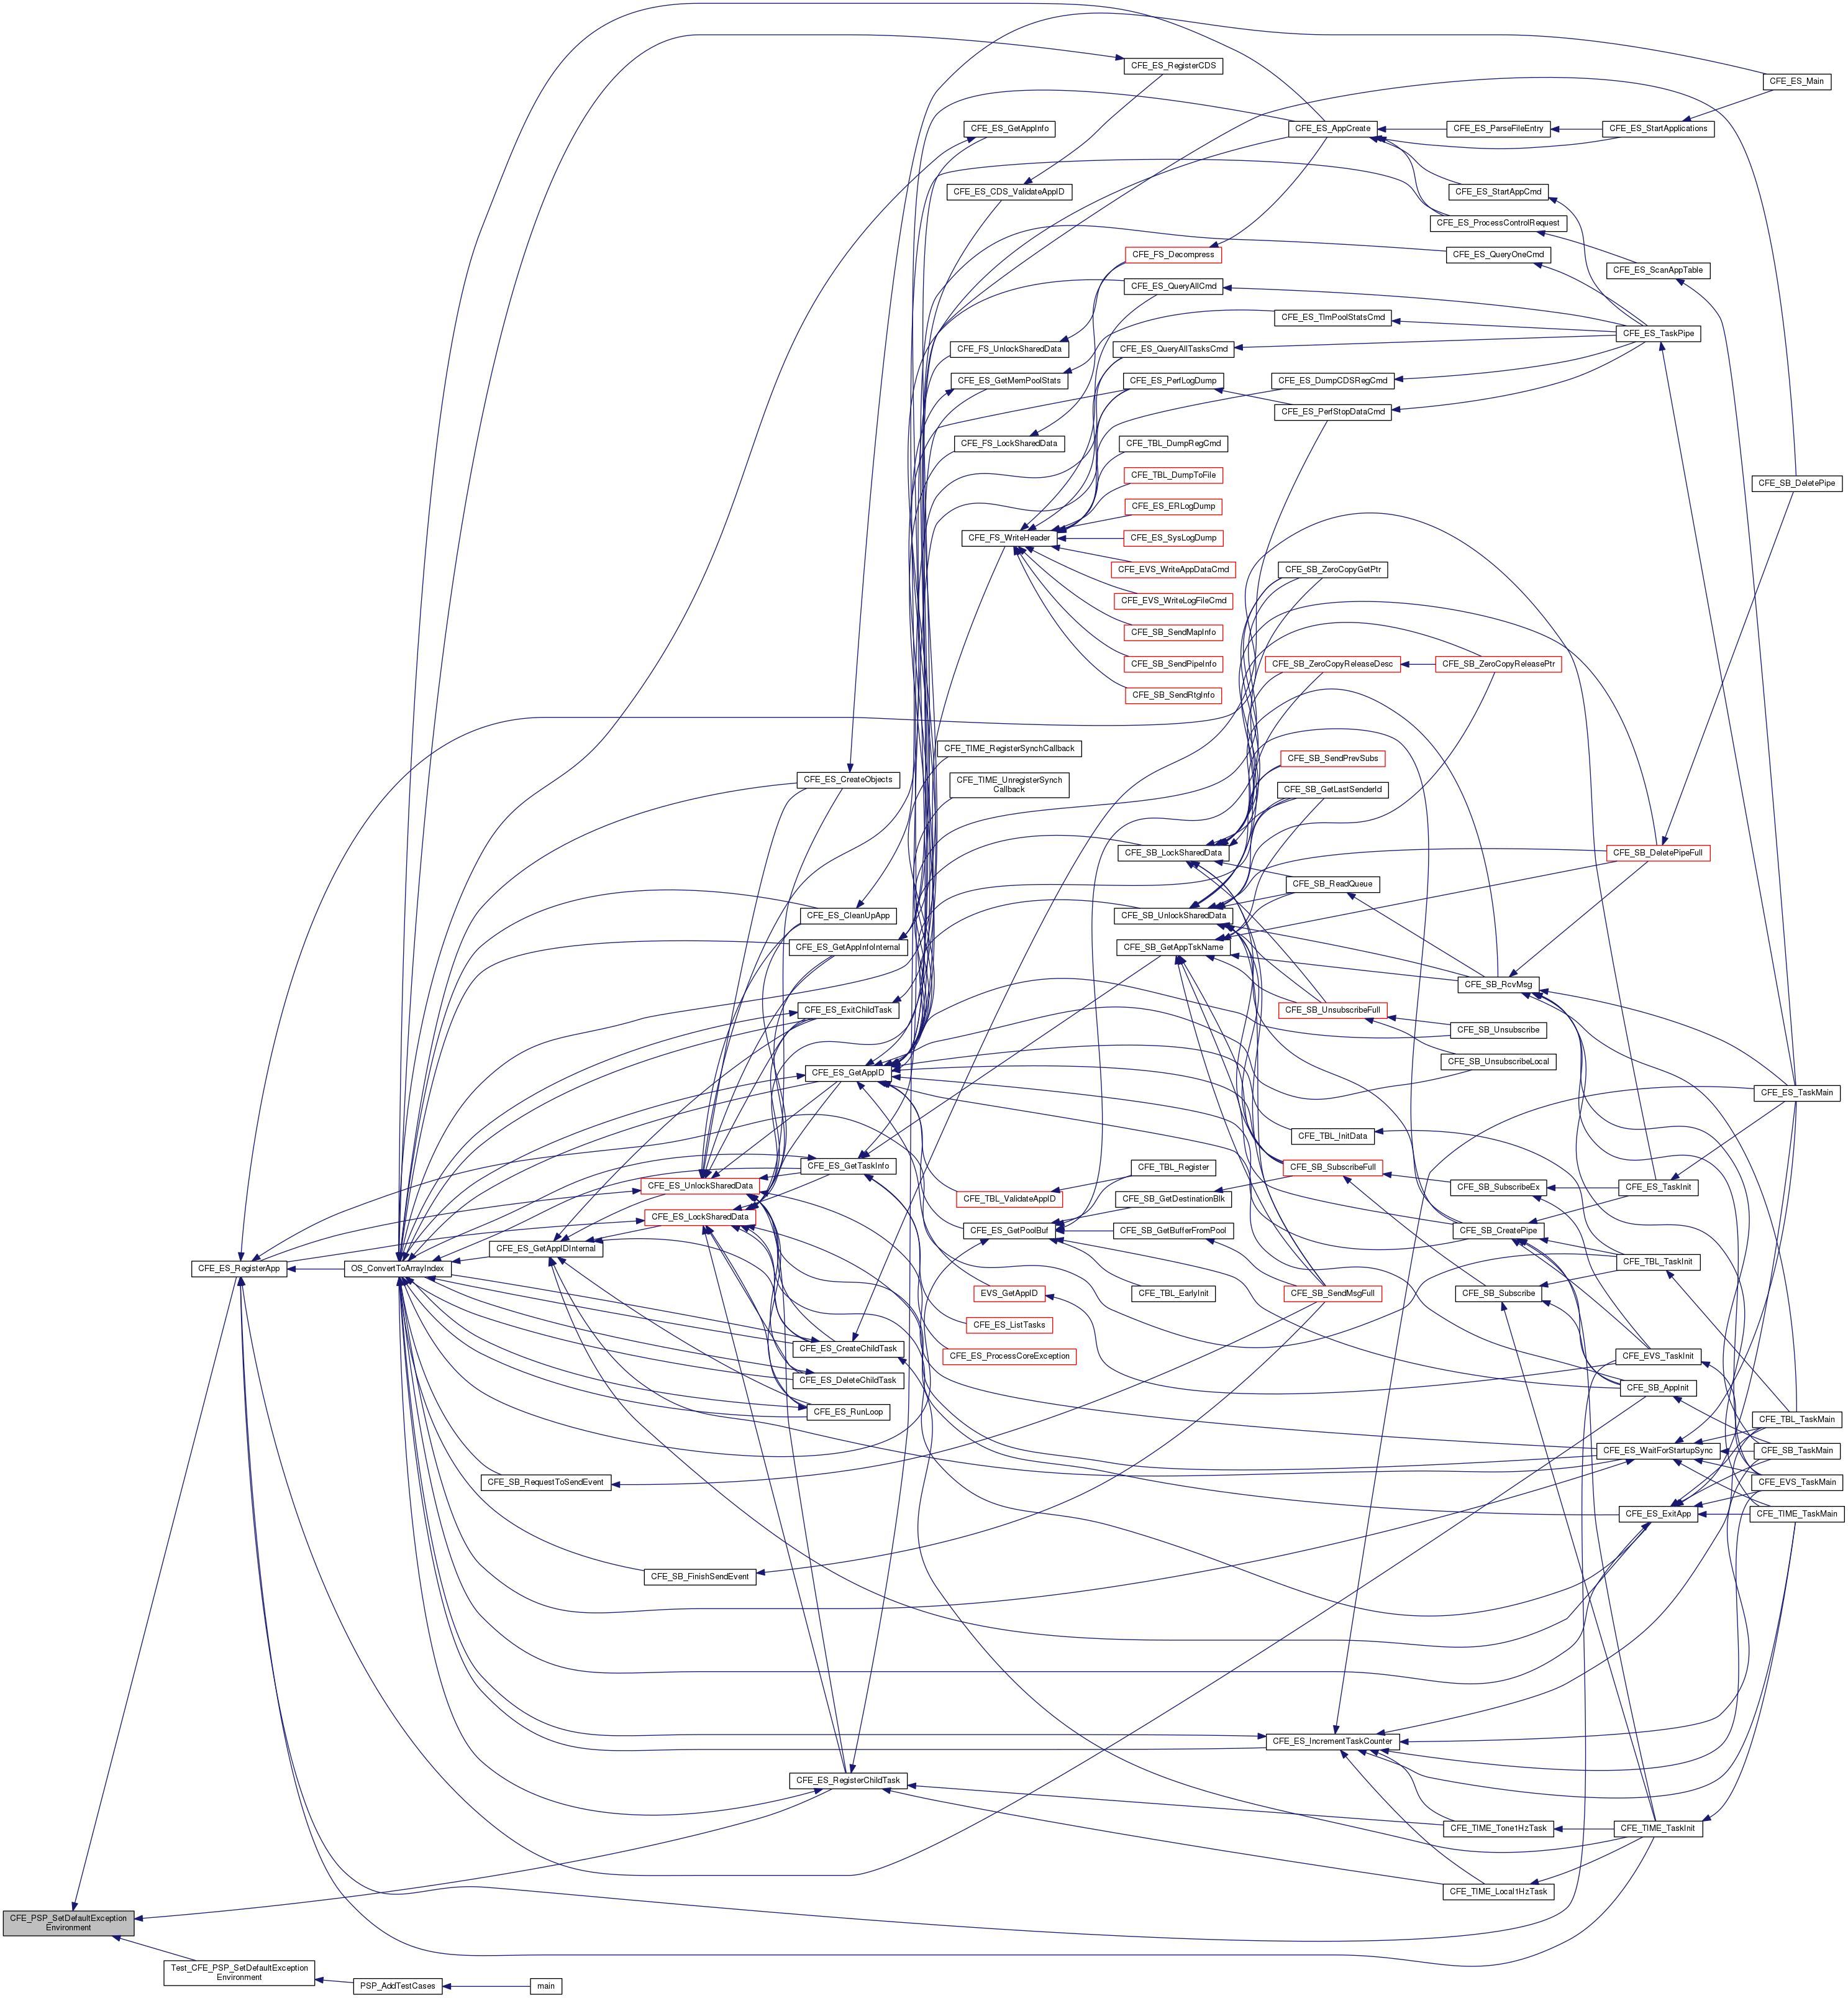 CFE_ES_RegisterCDS
CFE_ES_Main
CFE_ES_GetAppInfo
CFE_ES_AppCreate
CFE_ES_ParseFileEntry
CFE_ES_StartApplications
CFE_ES_CDS_ValidateAppID
CFE_ES_StartAppCmd
CFE_ES_ProcessControlRequest
CFE_FS_Decompress
CFE_ES_QueryOneCmd
CFE_ES_ScanAppTable
CFE_ES_QueryAllCmd
CFE_ES_TlmPoolStatsCmd
CFE_ES_TaskPipe
CFE_FS_UnlockSharedData
CFE_ES_QueryAllTasksCmd
CFE_ES_GetMemPoolStats
CFE_ES_PerfLogDump
CFE_ES_DumpCDSRegCmd
CFE_ES_PerfStopDataCmd
CFE_FS_LockSharedData
CFE_TBL_DumpRegCmd
CFE_TBL_DumpToFile
CFE_SB_DeletePipe
CFE_ES_ERLogDump
CFE_FS_WriteHeader
CFE_ES_SysLogDump
CFE_EVS_WriteAppDataCmd
CFE_SB_ZeroCopyGetPtr
CFE_EVS_WriteLogFileCmd
CFE_SB_SendMapInfo
CFE_SB_SendPipeInfo
CFE_SB_ZeroCopyReleaseDesc
CFE_SB_ZeroCopyReleasePtr
CFE_SB_SendRtgInfo
CFE_TIME_RegisterSynchCallback
CFE_SB_SendPrevSubs
CFE_ES_CreateObjects
CFE_TIME_UnregisterSynch
Callback
CFE_SB_GetLastSenderId
CFE_SB_LockSharedData
CFE_SB_DeletePipeFull
CFE_SB_ReadQueue
CFE_ES_CleanUpApp
CFE_SB_UnlockSharedData
CFE_ES_GetAppInfoInternal
CFE_SB_GetAppTskName
CFE_SB_RcvMsg
CFE_ES_ExitChildTask
CFE_SB_UnsubscribeFull
CFE_SB_Unsubscribe
CFE_SB_UnsubscribeLocal
CFE_ES_GetAppID
CFE_ES_TaskMain
CFE_TBL_InitData
CFE_ES_GetTaskInfo
CFE_TBL_Register
CFE_SB_SubscribeFull
CFE_ES_UnlockSharedData
CFE_SB_SubscribeEx
CFE_ES_TaskInit
CFE_TBL_ValidateAppID
CFE_SB_GetDestinationBlk
CFE_ES_LockSharedData
CFE_ES_GetPoolBuf
CFE_SB_GetBufferFromPool
CFE_SB_CreatePipe
CFE_ES_GetAppIDInternal
CFE_TBL_TaskInit
CFE_ES_RegisterApp
OS_ConvertToArrayIndex
EVS_GetAppID
CFE_TBL_EarlyInit
CFE_SB_SendMsgFull
CFE_SB_Subscribe
CFE_ES_ListTasks
CFE_ES_CreateChildTask
CFE_ES_ProcessCoreException
CFE_EVS_TaskInit
CFE_ES_DeleteChildTask
CFE_SB_AppInit
CFE_ES_RunLoop
CFE_TBL_TaskMain
CFE_ES_WaitForStartupSync
CFE_SB_TaskMain
CFE_SB_RequestToSendEvent
CFE_EVS_TaskMain
CFE_ES_ExitApp
CFE_TIME_TaskMain
CFE_SB_FinishSendEvent
CFE_ES_IncrementTaskCounter
CFE_ES_RegisterChildTask
CFE_TIME_Tone1HzTask
CFE_TIME_TaskInit
CFE_TIME_Local1HzTask
CFE_PSP_SetDefaultException
Environment
Test_CFE_PSP_SetDefaultException
Environment
PSP_AddTestCases
main